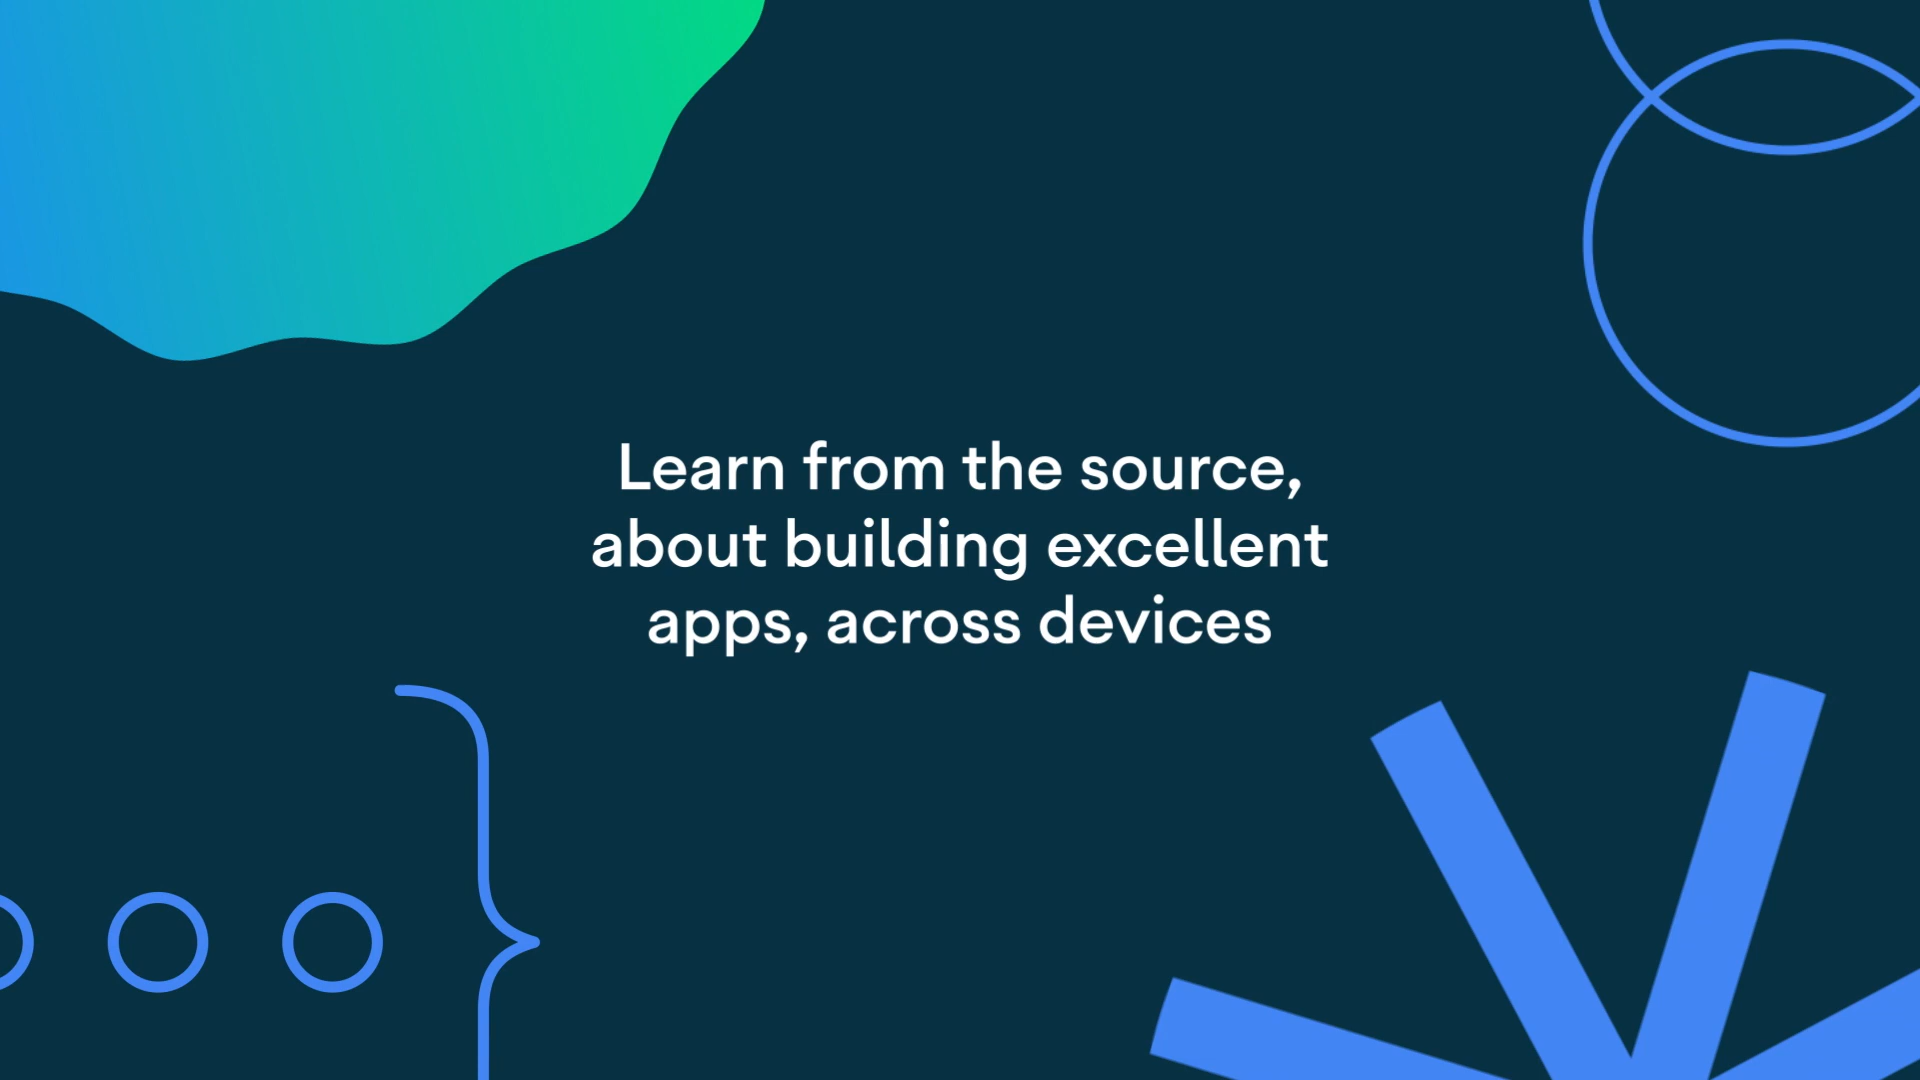 Learn from the source,
about building excellent
apps, across devices